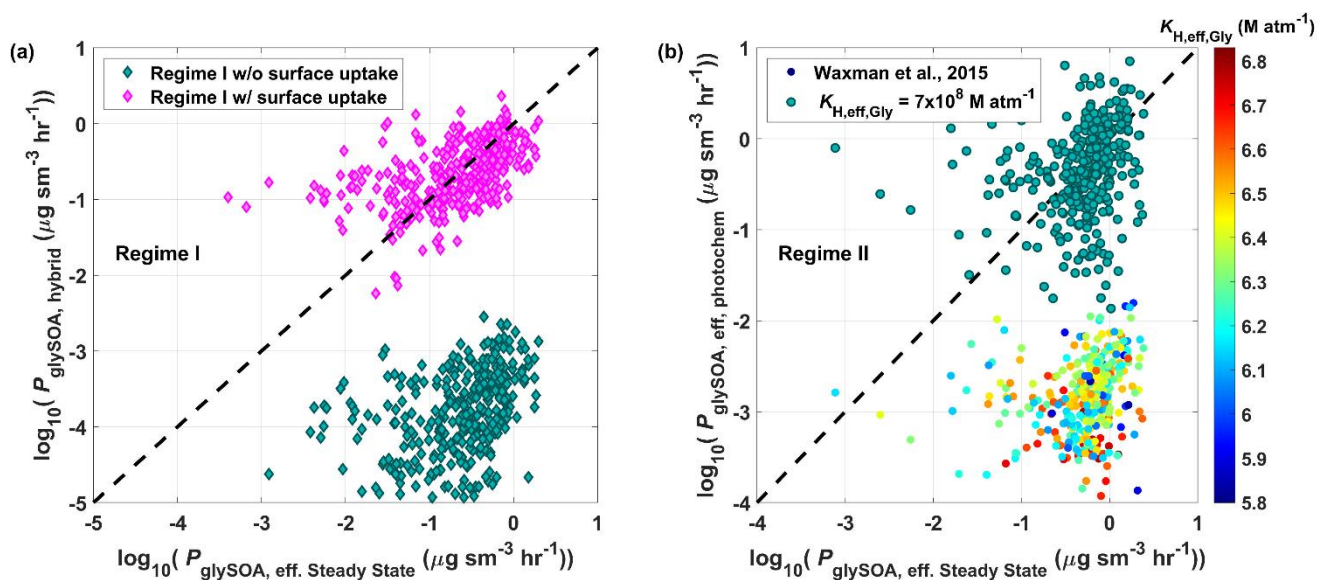 (a)
log10( PglySOA, hybrid (μg sm⁻³ hr⁻¹))
1
0
-1
-2
-3
-4
-5
Regime I w/o surface uptake
Regime I w/ surface uptake
Regime I
-5 -4 -3 -2 -1 0 1
log10( PglySOA, eff. Steady State (μg sm⁻³ hr⁻¹))
(b)
log10( PglySOA, eff, photochem (μg sm⁻³ hr⁻¹))
1
0
-1
-2
-3
-4
Waxman et al., 2015
KH,eff,Gly = 7x10⁸ M atm⁻¹
Regime II
-4 -3 -2 -1 0 1
log10( PglySOA, eff. Steady State (μg sm⁻³ hr⁻¹))
KH,eff,Gly (M atm⁻¹)
6.8
6.7
6.6
6.5
6.4
6.3
6.2
6.1
6
5.9
5.8